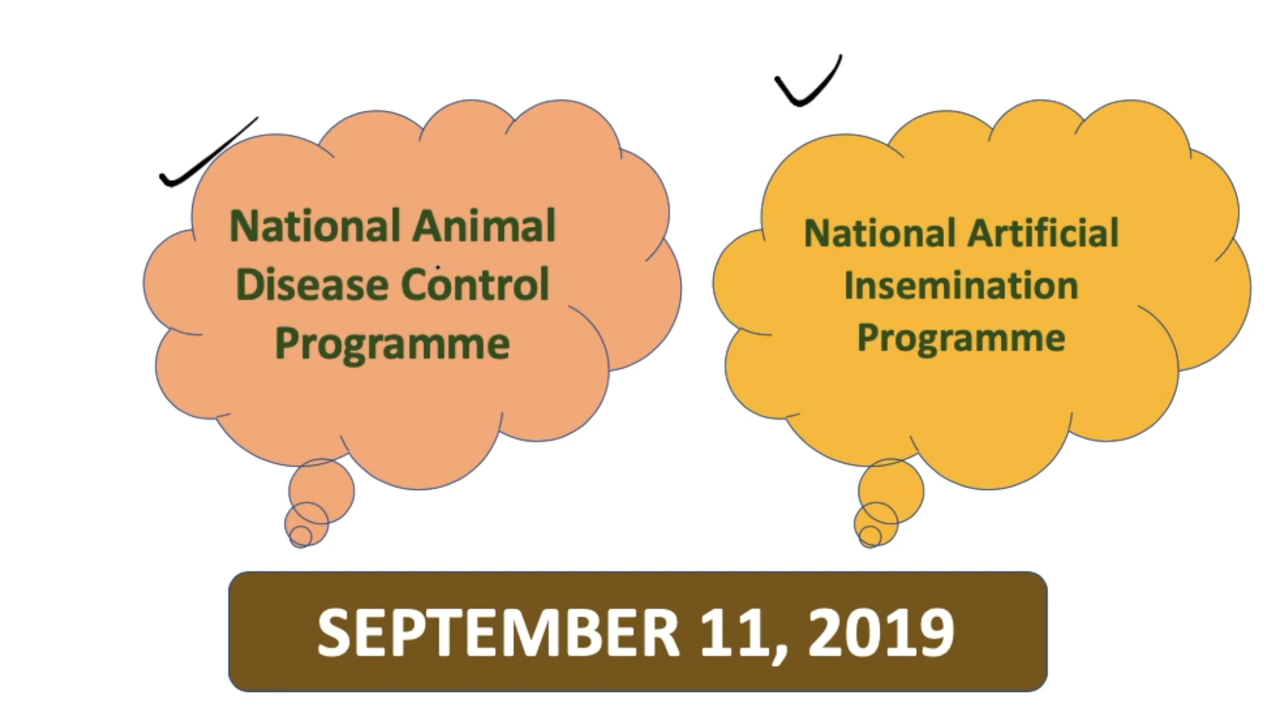 National Animal
Disease Control
Programme
National Artificial
Insemination
Programme
SEPTEMBER 11, 2019